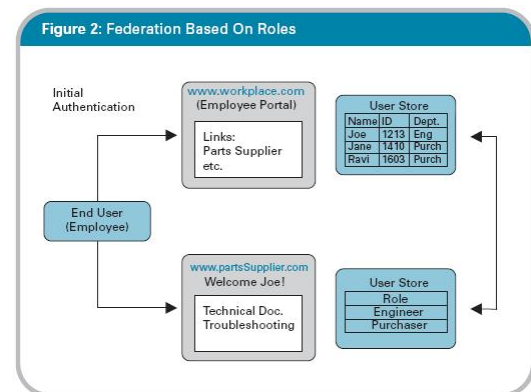 Figure 2: Federation Based On Roles
Initial
Authentication
www.workplace.com
(Employee Portal)
Links:
Parts Supplier
etc.
User Store
Name ID Dept.
Joe 1213 Eng
Jane 1410 Purch
Ravi 1603 Purch
End User
(Employee)
www.partsSupplier.com
Welcome Joe!
Technical Doc.
Troubleshooting
User Store
Role
Engineer
Purchaser